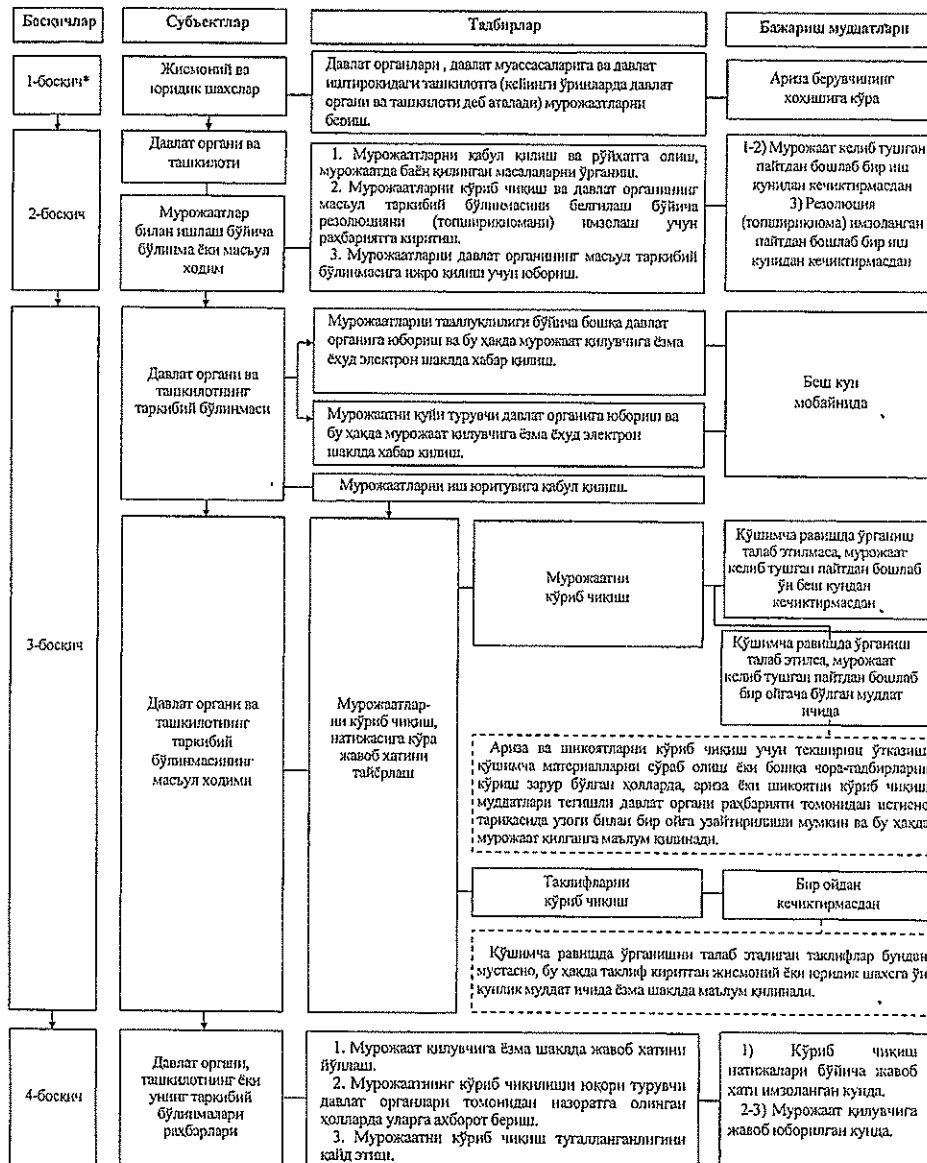 Босқичлар
Субъектлар
Тадбирлар
Бажариш муддатлари
1-босқич*
Жисмоний ва
юридик шахслар
Давлат органлари , давлат муассасаларига ва давлат
иштирокидаги ташкилотга (кейинги ўринларда давлат
органи ва ташкилоти деб аталади) мурожаатларни
бериш.
Ариза берувчининг
хоҳишига кўра
2-босқич
Давлат органи ва
ташкилоти
Мурожаатлар
билан ишлаш бўйича
бўлинма ёки масъул
ходим
1. Мурожаатларни қабул қилиш ва рўйхатга олиш,
мурожаатда баён қилинган масалаларни ўрганиш.
2. Мурожаатларни кўриб чиқиш ва давлат органининг
масъул таркибий бўлинмасини белгилаш бўйича
резолюцияни (топшириқномани) имзолаш учун
раҳбариятга киритиш.
3. Мурожаатларни давлат органининг масъул таркибий
бўлинмасига ижро қилиш учун юбориш.
1-2) Мурожаат келиб тушган
пайтдан бошлаб бир иш
кунидан кечиктирмасдан
3) Резолюция
(топшириқнома) имзоланган
пайтдан бошлаб бир иш
кунидан кечиктирмасдан
3-босқич
Давлат органи ва
ташкилотнинг
таркибий бўлинмаси
Мурожаатларни тааллуқлилиги бўйича бошқа давлат
органига юбориш ва бу ҳақда мурожаат қилувчига ёзма
ёхуд электрон шаклда хабар қилиш.
Мурожаатни қуйи турувчи давлат органига юбориш ва
бу ҳақда мурожаат қилувчига ёзма ёхуд электрон
шаклда хабар қилиш.
Беш кун
мобайнида
Мурожаатларни иш юритувига қабул қилиш.
Давлат органи ва
ташкилотнинг
таркибий
бўлинмасининг
масъул ходими
Мурожаатлар-
ни кўриб чиқиш,
натижасига кўра
жавоб хатини
тайёрлаш
Мурожаатни
кўриб чиқиш
Қўшимча равишда ўрганиш
талаб этилмаса, мурожаат
келиб тушган пайтдан бошлаб
ўн беш кундан
кечиктирмасдан
Қўшимча равишда ўрганиш
талаб этилса, мурожаат
келиб тушган пайтдан бошлаб
бир ойгача бўлган муддат
ичида
Ариза ва шикоятларни кўриб чиқиш учун текшириш ўтказиш,
қўшимча материалларни сўраб олиш ёки бошқа чора-тадбирларни
кўриш зарур бўлган ҳолларда, ариза ёки шикоятни кўриб чиқиш
муддатлари тегишли давлат органи раҳбарияти томонидан истисно
тариқасида узоғи билан бир ойга узайтирилиши мумкин ва бу ҳақда
мурожаат қилганга маълум қилинади.
Таклифларни
кўриб чиқиш
Бир ойдан
кечиктирмасдан
Қўшимча равишда ўрганишни талаб этадиган таклифлар бундан
мустасно, бу ҳақда таклиф киритган жисмоний ёки юридик шахсга ўн
кунлик муддат ичида ёзма шаклда маълум қилинади.
4-босқич
Давлат органи,
ташкилотнинг ёки
унинг таркибий
бўлинмалари
раҳбарлари
1. Мурожаат қилувчига ёзма шаклда жавоб хатини
йўллаш.
2. Мурожаатнинг кўриб чиқилиши юқори турувчи
давлат органлари томонидан назоратга олинган
ҳолларда уларга ахборот бериш.
3. Мурожаатни кўриб чиқиш тугалланганлигини
қайд этиш.
1) Кўриб чиқиш
натижалари бўйича жавоб
хати имзоланган кунда.
2-3) Мурожаат қилувчига
жавоб юборилган кунда.